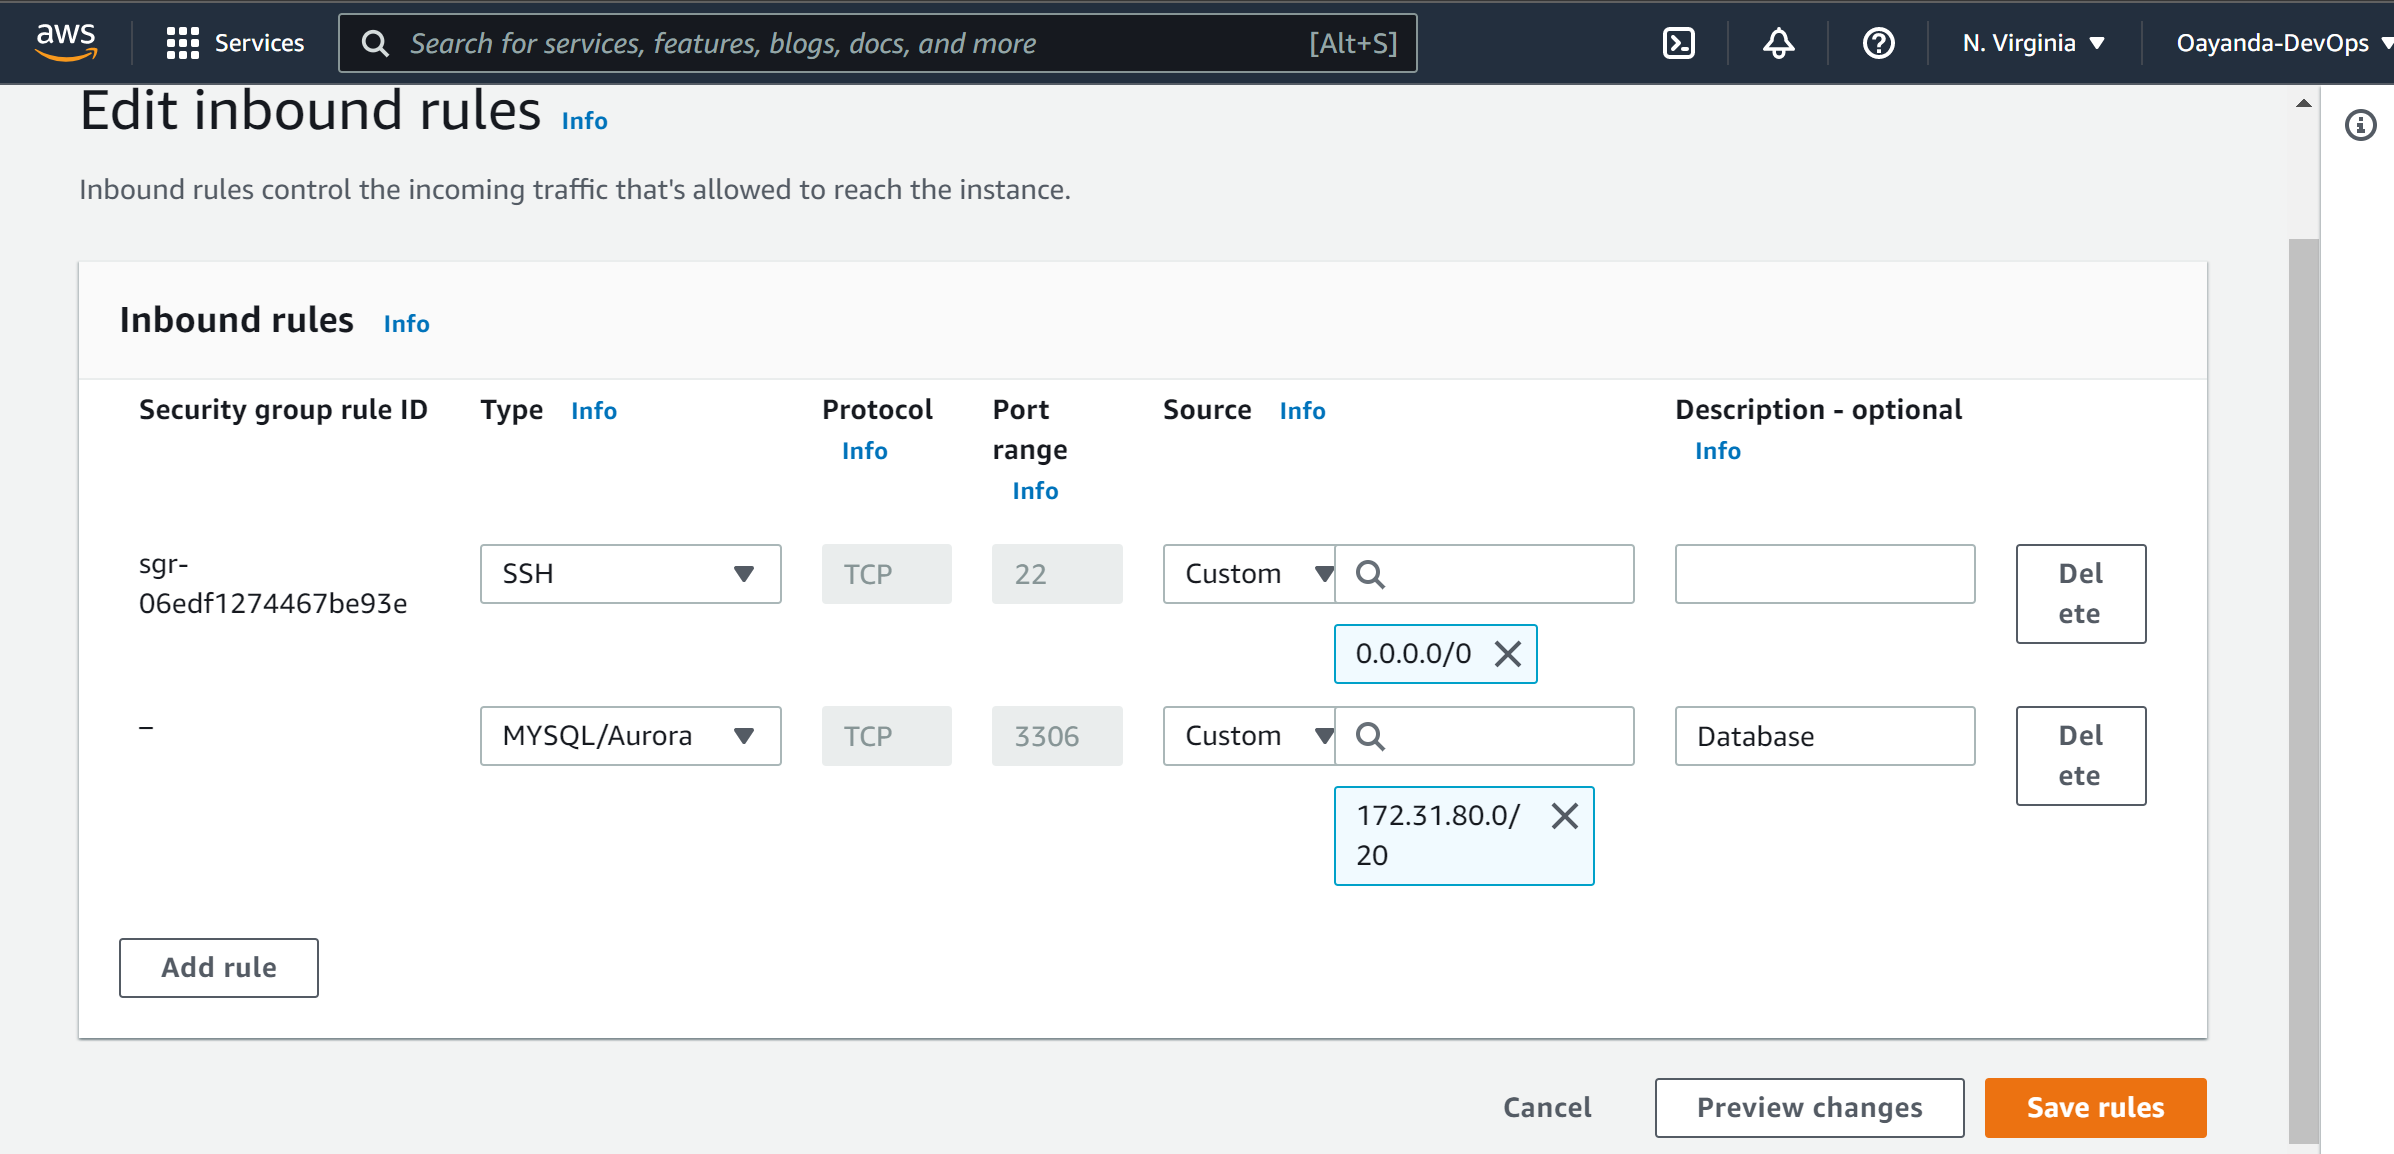 aws Services Search for services, features, blogs, docs, and more [Alt+S] N. Virginia Oayanda-DevOps
Edit inbound rules Info
Inbound rules control the incoming traffic that's allowed to reach the instance.
Inbound rules Info
Security group rule ID Type Info Protocol Info Port range Info Source Info Description - optional Info
sgr-
06edf1274467be93e
SSH TCP 22 Custom
0.0.0.0/0
Del
ete
–
MYSQL/Aurora TCP 3306 Custom
172.31.80.0/
20
Database
Del
ete
Add rule
Cancel Preview changes Save rules